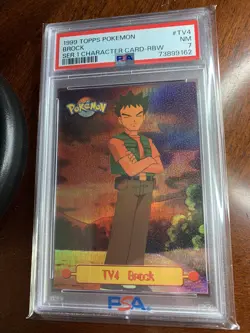 1999 TOPPS POKEMON #TV4
BROCK NM
SER.1 CHARACTER CARD-RBW 7
PSA 73899162
POKéMON
TV4 Brock
PSA